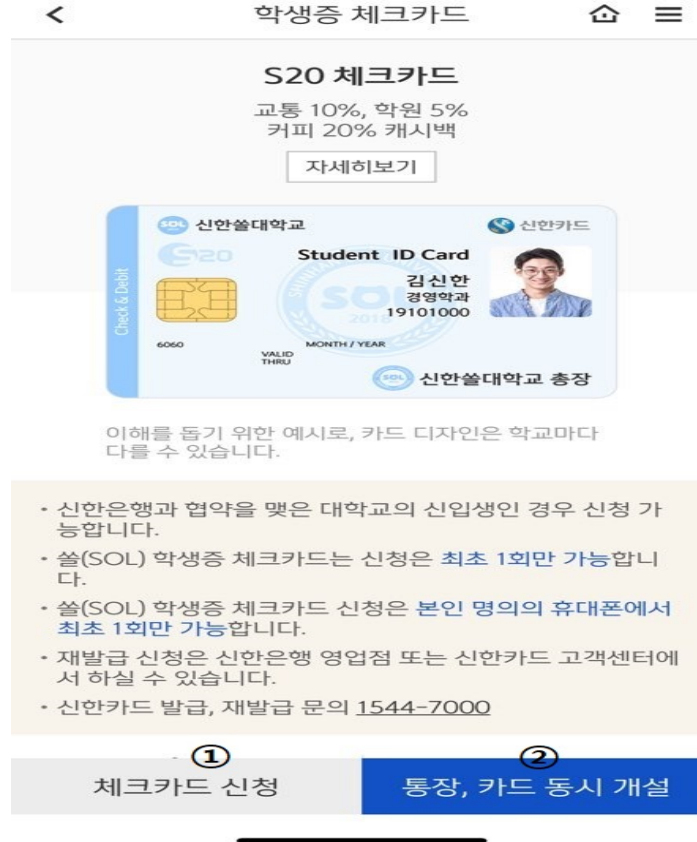 학생증 체크카드
S20 체크카드
교통 10%, 학원 5%
커피 20% 캐시백
자세히보기
SOL 신한쏠대학교
신한카드
S20
Student ID Card
김신한
경영학과
19101000
Check & Debit
SOL
2018
6060
MONTH / YEAR
VALID
THRU
SOL 신한쏠대학교 총장
이해를 돕기 위한 예시로, 카드 디자인은 학교마다
다를 수 있습니다.
• 신한은행과 협약을 맺은 대학교의 신입생인 경우 신청 가
능합니다.
• 쏠(SOL) 학생증 체크카드는 신청은 최초 1회만 가능합니
다.
• 쏠(SOL) 학생증 체크카드 신청은 본인 명의의 휴대폰에서
최초 1회만 가능합니다.
• 재발급 신청은 신한은행 영업점 또는 신한카드 고객센터에
서 하실 수 있습니다.
• 신한카드 발급, 재발급 문의 1544-7000
① ②
체크카드 신청
통장, 카드 동시 개설